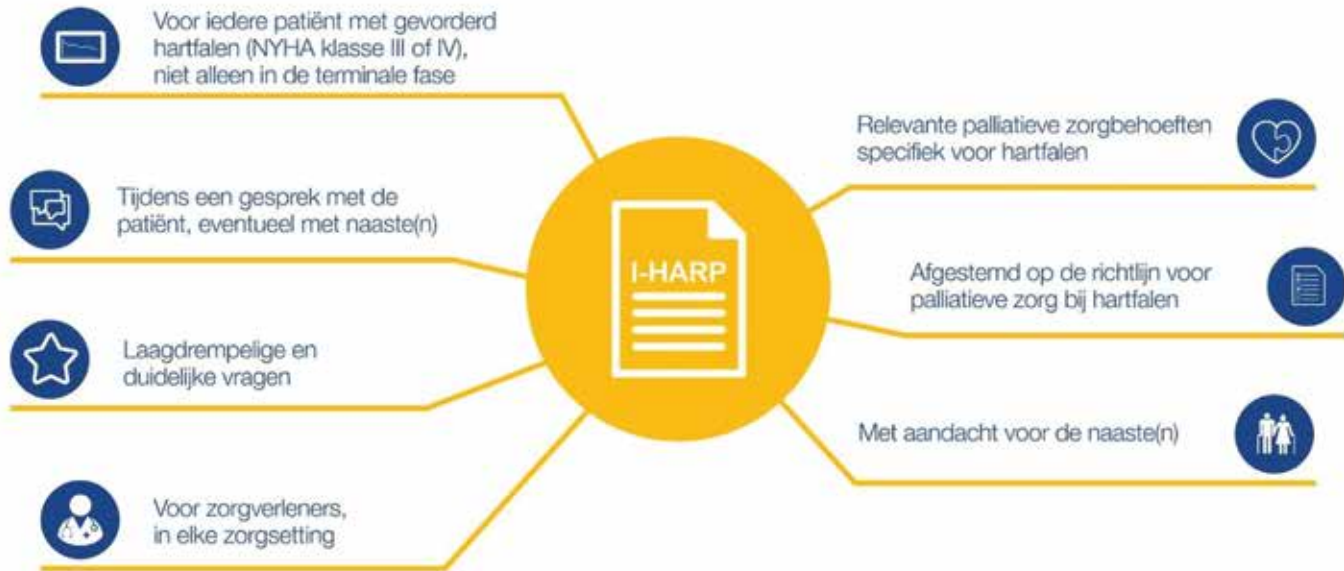 Voor iedere patiënt met gevorderd
hartfalen (NYHA klasse III of IV),
niet alleen in de terminale fase
Tijdens een gesprek met de
patiënt, eventueel met naaste(n)
Laagdrempelige en
duidelijke vragen
Voor zorgverleners,
in elke zorgsetting
I-HARP
Relevante palliatieve zorgbehoeften
specifiek voor hartfalen
Afgestemd op de richtlijn voor
palliatieve zorg bij hartfalen
Met aandacht voor de naaste(n)